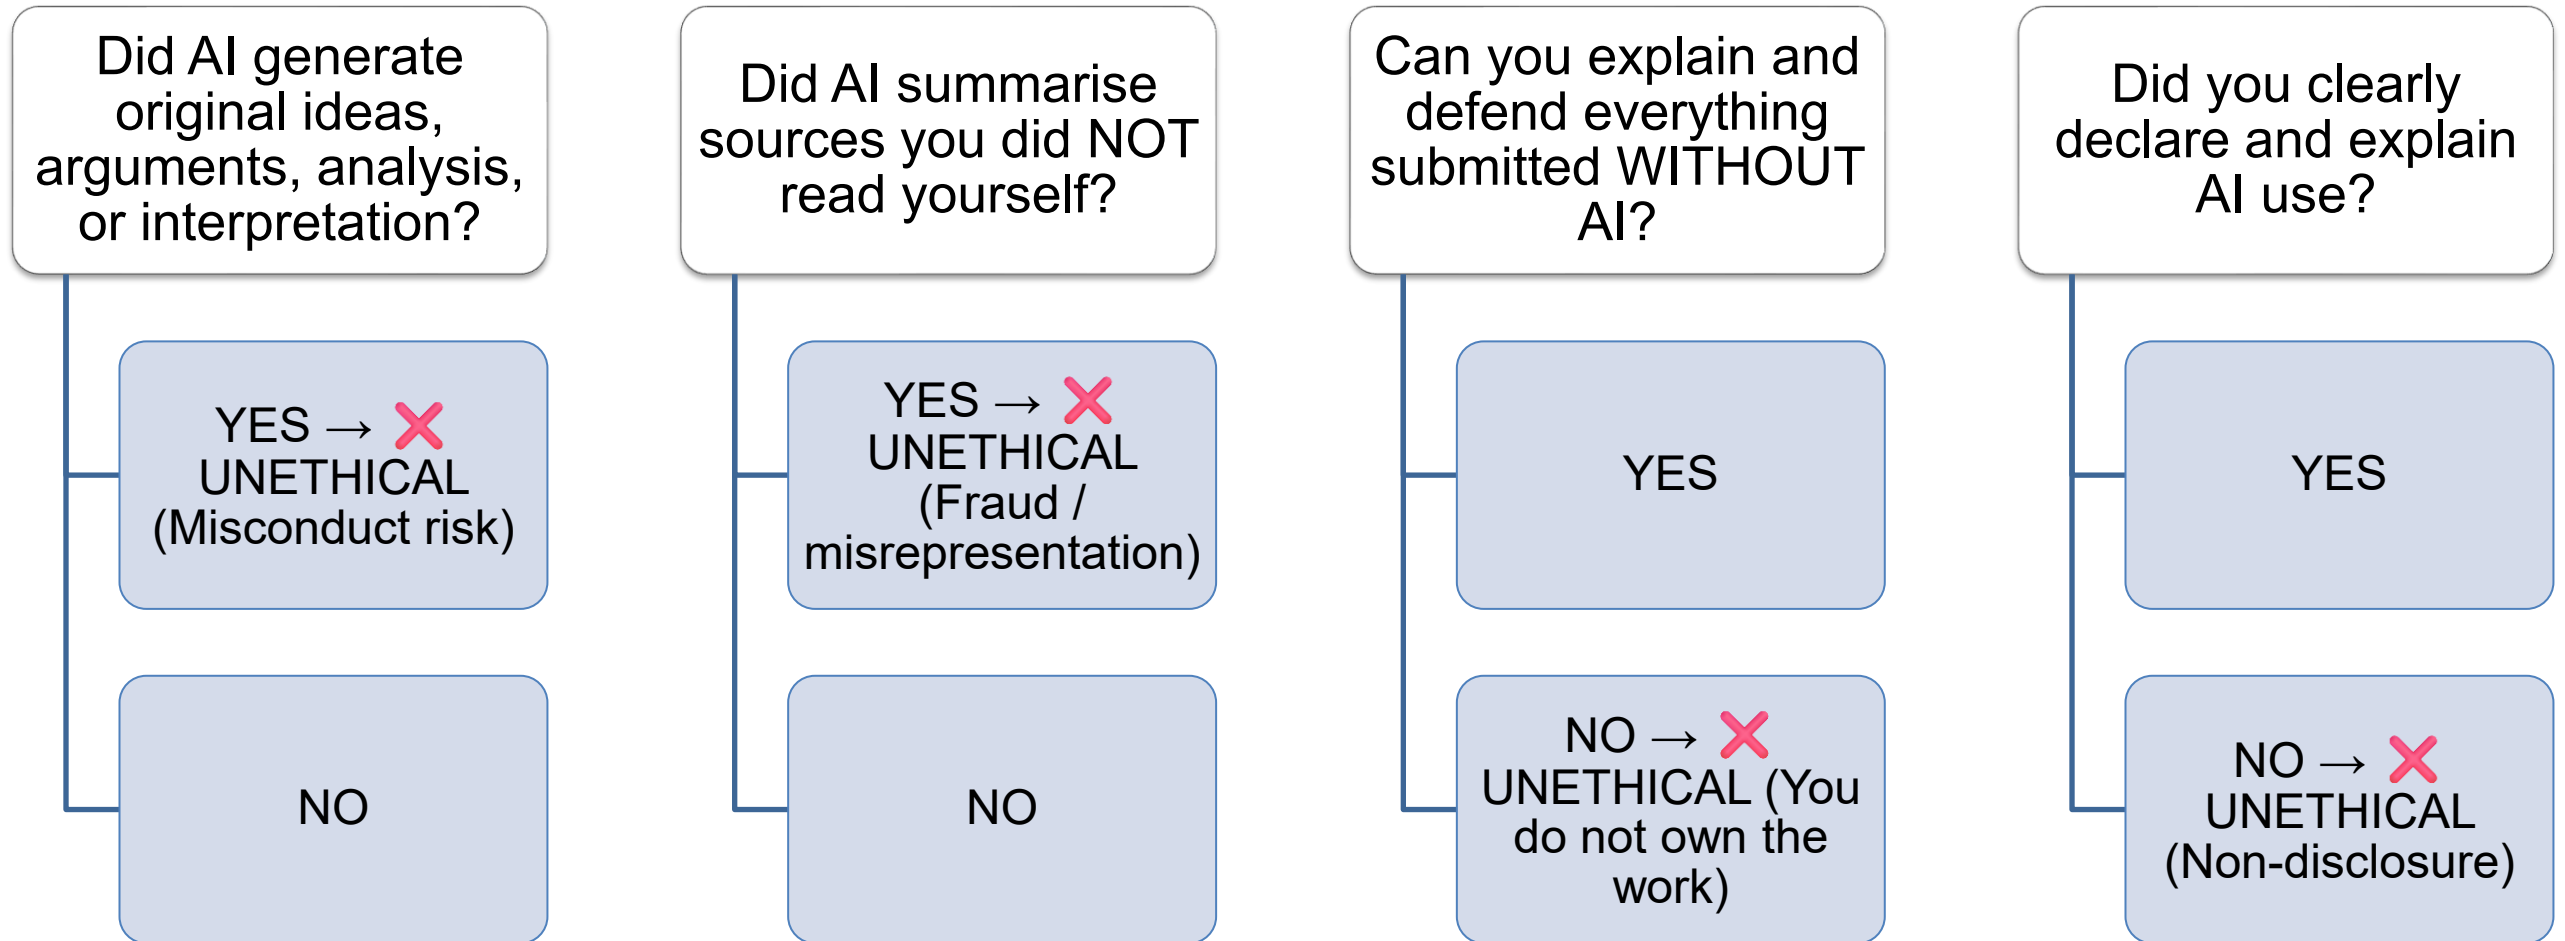 Did AI generate
original ideas,
arguments, analysis,
or interpretation?
YES → ❌
UNETHICAL
(Misconduct risk)
NO
Did AI summarise
sources you did NOT
read yourself?
YES → ❌
UNETHICAL
(Fraud /
misrepresentation)
NO
Can you explain and
defend everything
submitted WITHOUT
AI?
YES
NO → ❌
UNETHICAL (You
do not own the
work)
Did you clearly
declare and explain
AI use?
YES
NO → ❌
UNETHICAL
(Non-disclosure)